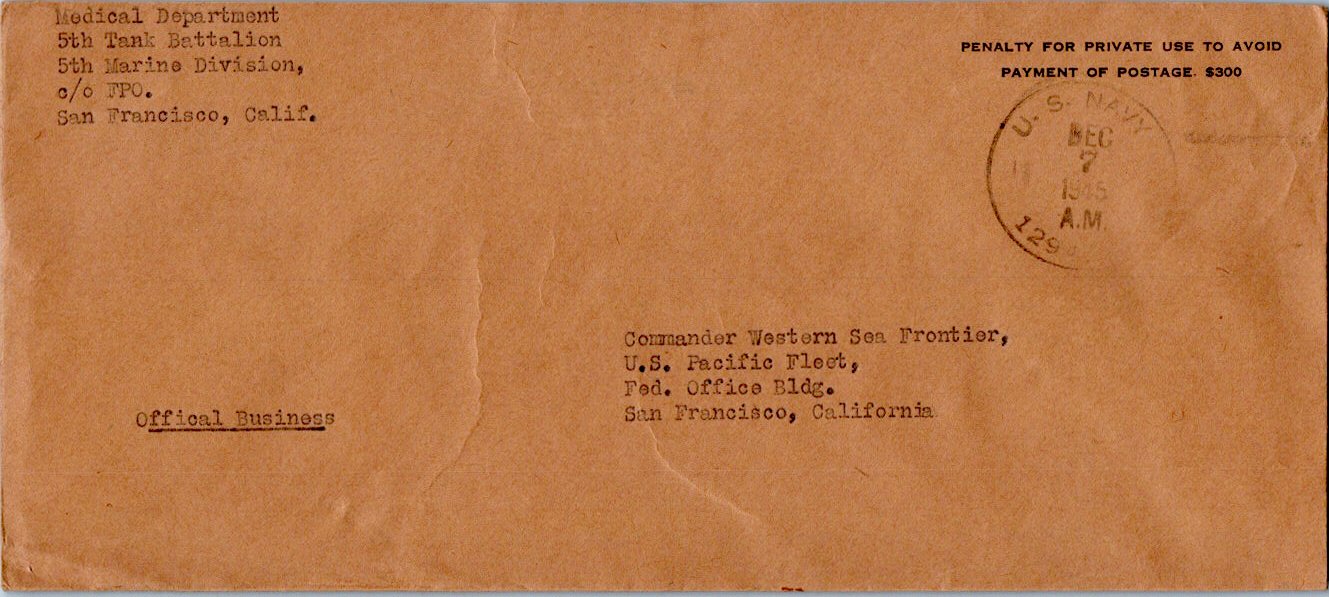 Medical Department
5th Tank Battalion
5th Marine Division,
c/o FPO.
San Francisco, Calif.
PENALTY FOR PRIVATE USE TO AVOID
PAYMENT OF POSTAGE. $300
U. S. NAVY
DEC
7
1945
A.M.
Commander Western Sea Frontier,
U.S. Pacific Fleet,
Fed. Office Bldg.
San Francisco, California
Offical Business